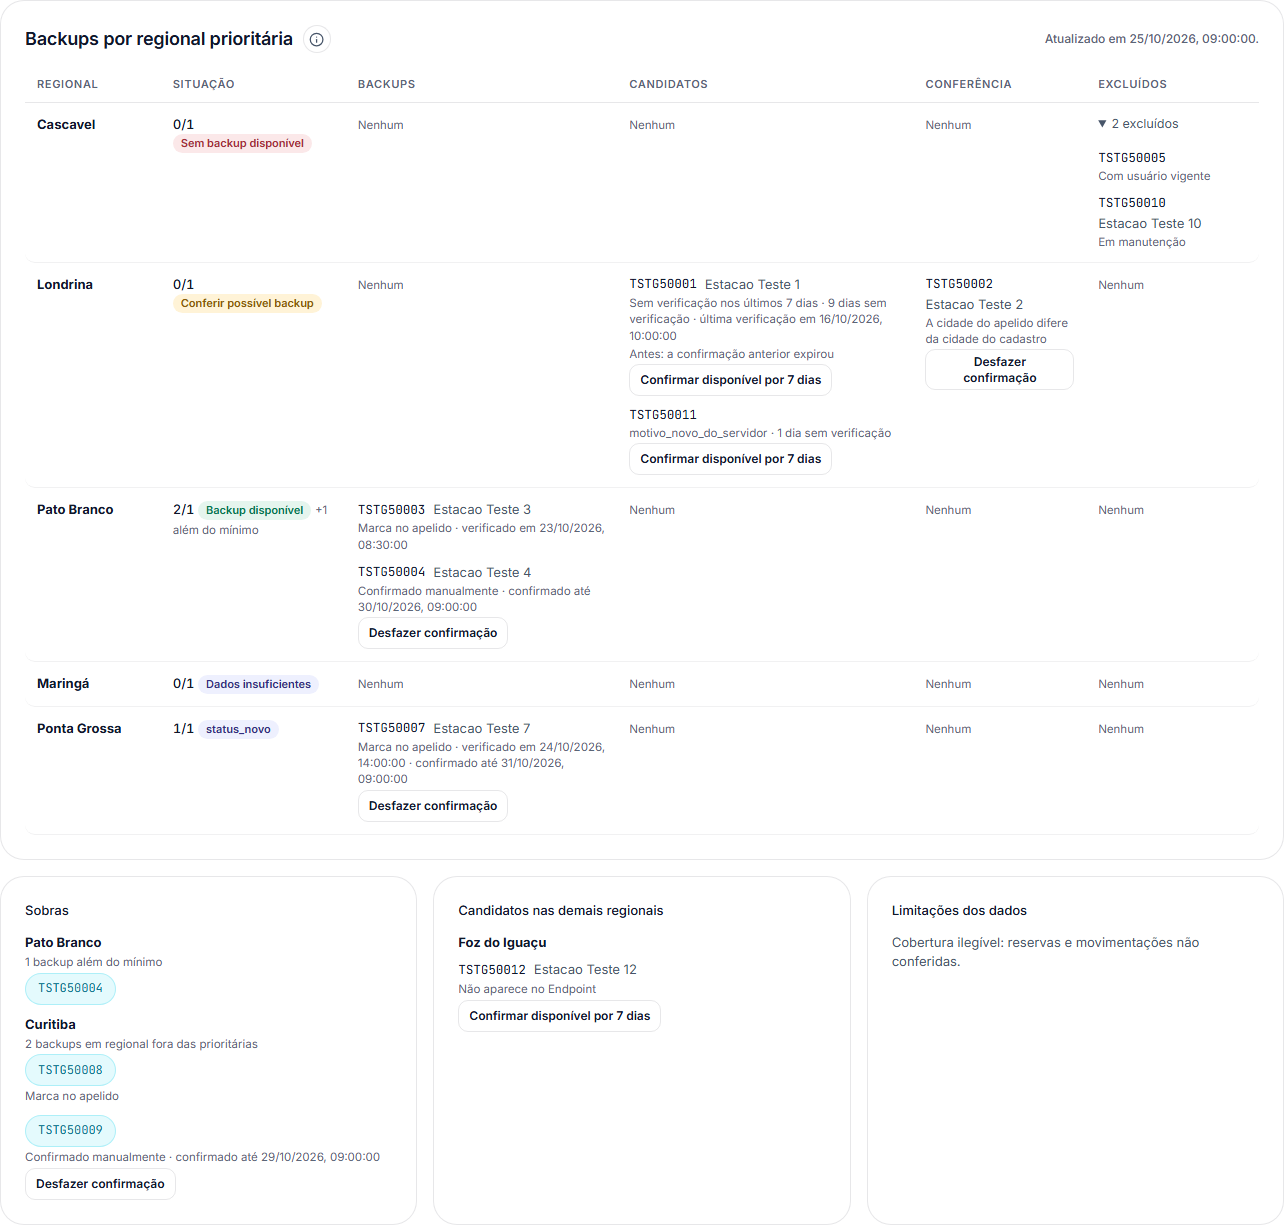 Backups por regional prioritária
Atualizado em 25/10/2026, 09:00:00.
REGIONAL SITUAÇÃO BACKUPS CANDIDATOS CONFERÊNCIA EXCLUÍDOS
Cascavel
0/1
Sem backup disponível
Nenhum
Nenhum
Nenhum
▼ 2 excluídos
TSTG50005
Com usuário vigente
TSTG50010
Estacao Teste 10
Em manutenção
Londrina
0/1
Conferir possível backup
Nenhum
TSTG50001 Estacao Teste 1
Sem verificação nos últimos 7 dias · 9 dias sem
verificação · última verificação em 16/10/2026,
10:00:00
Antes: a confirmação anterior expirou
Confirmar disponível por 7 dias
TSTG50011
motivo_novo_do_servidor · 1 dia sem verificação
Confirmar disponível por 7 dias
TSTG50002
Estacao Teste 2
A cidade do apelido difere
da cidade do cadastro
Desfazer
confirmação
Nenhum
Pato Branco
2/1 Backup disponível +1
além do mínimo
TSTG50003 Estacao Teste 3
Marca no apelido · verificado em 23/10/2026,
08:30:00
TSTG50004 Estacao Teste 4
Confirmado manualmente · confirmado até
30/10/2026, 09:00:00
Desfazer confirmação
Nenhum
Nenhum
Nenhum
Maringá
0/1 Dados insuficientes
Nenhum
Nenhum
Nenhum
Nenhum
Ponta Grossa
1/1 status_novo
TSTG50007 Estacao Teste 7
Marca no apelido · verificado em 24/10/2026,
14:00:00 · confirmado até 31/10/2026,
09:00:00
Desfazer confirmação
Nenhum
Nenhum
Nenhum
Sobras
Pato Branco
1 backup além do mínimo
TSTG50004
Curitiba
2 backups em regional fora das prioritárias
TSTG50008
Marca no apelido
TSTG50009
Confirmado manualmente · confirmado até 29/10/2026, 09:00:00
Desfazer confirmação
Candidatos nas demais regionais
Foz do Iguaçu
TSTG50012 Estacao Teste 12
Não aparece no Endpoint
Confirmar disponível por 7 dias
Limitações dos dados
Cobertura ilegível: reservas e movimentações não
conferidas.